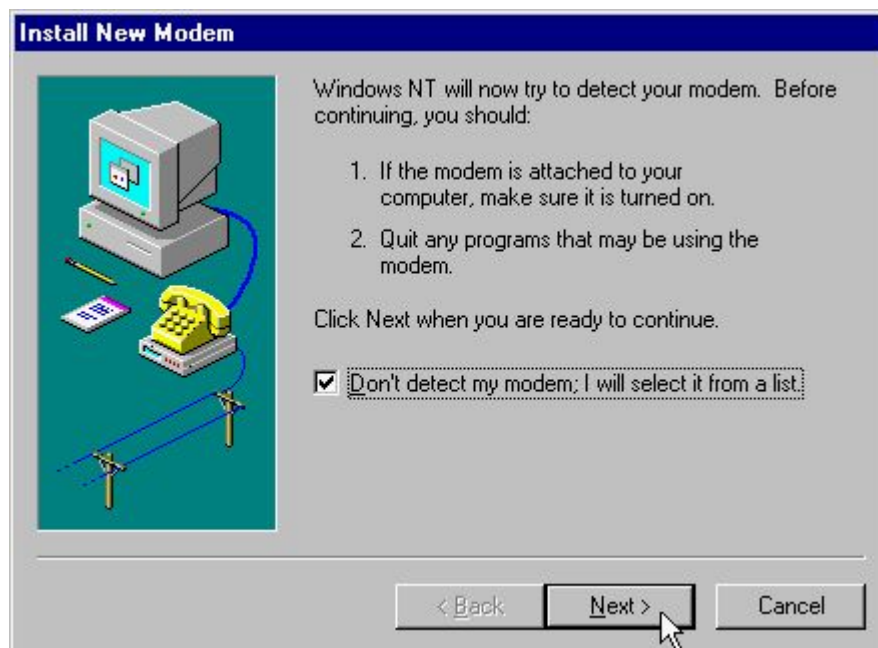 Install New Modem
Windows NT will now try to detect your modem. Before
continuing, you should:
1. If the modem is attached to your
computer, make sure it is turned on.
2. Quit any programs that may be using the
modem.
Click Next when you are ready to continue.
Don't detect my modem; I will select it from a list.
< Back
Next >
Cancel